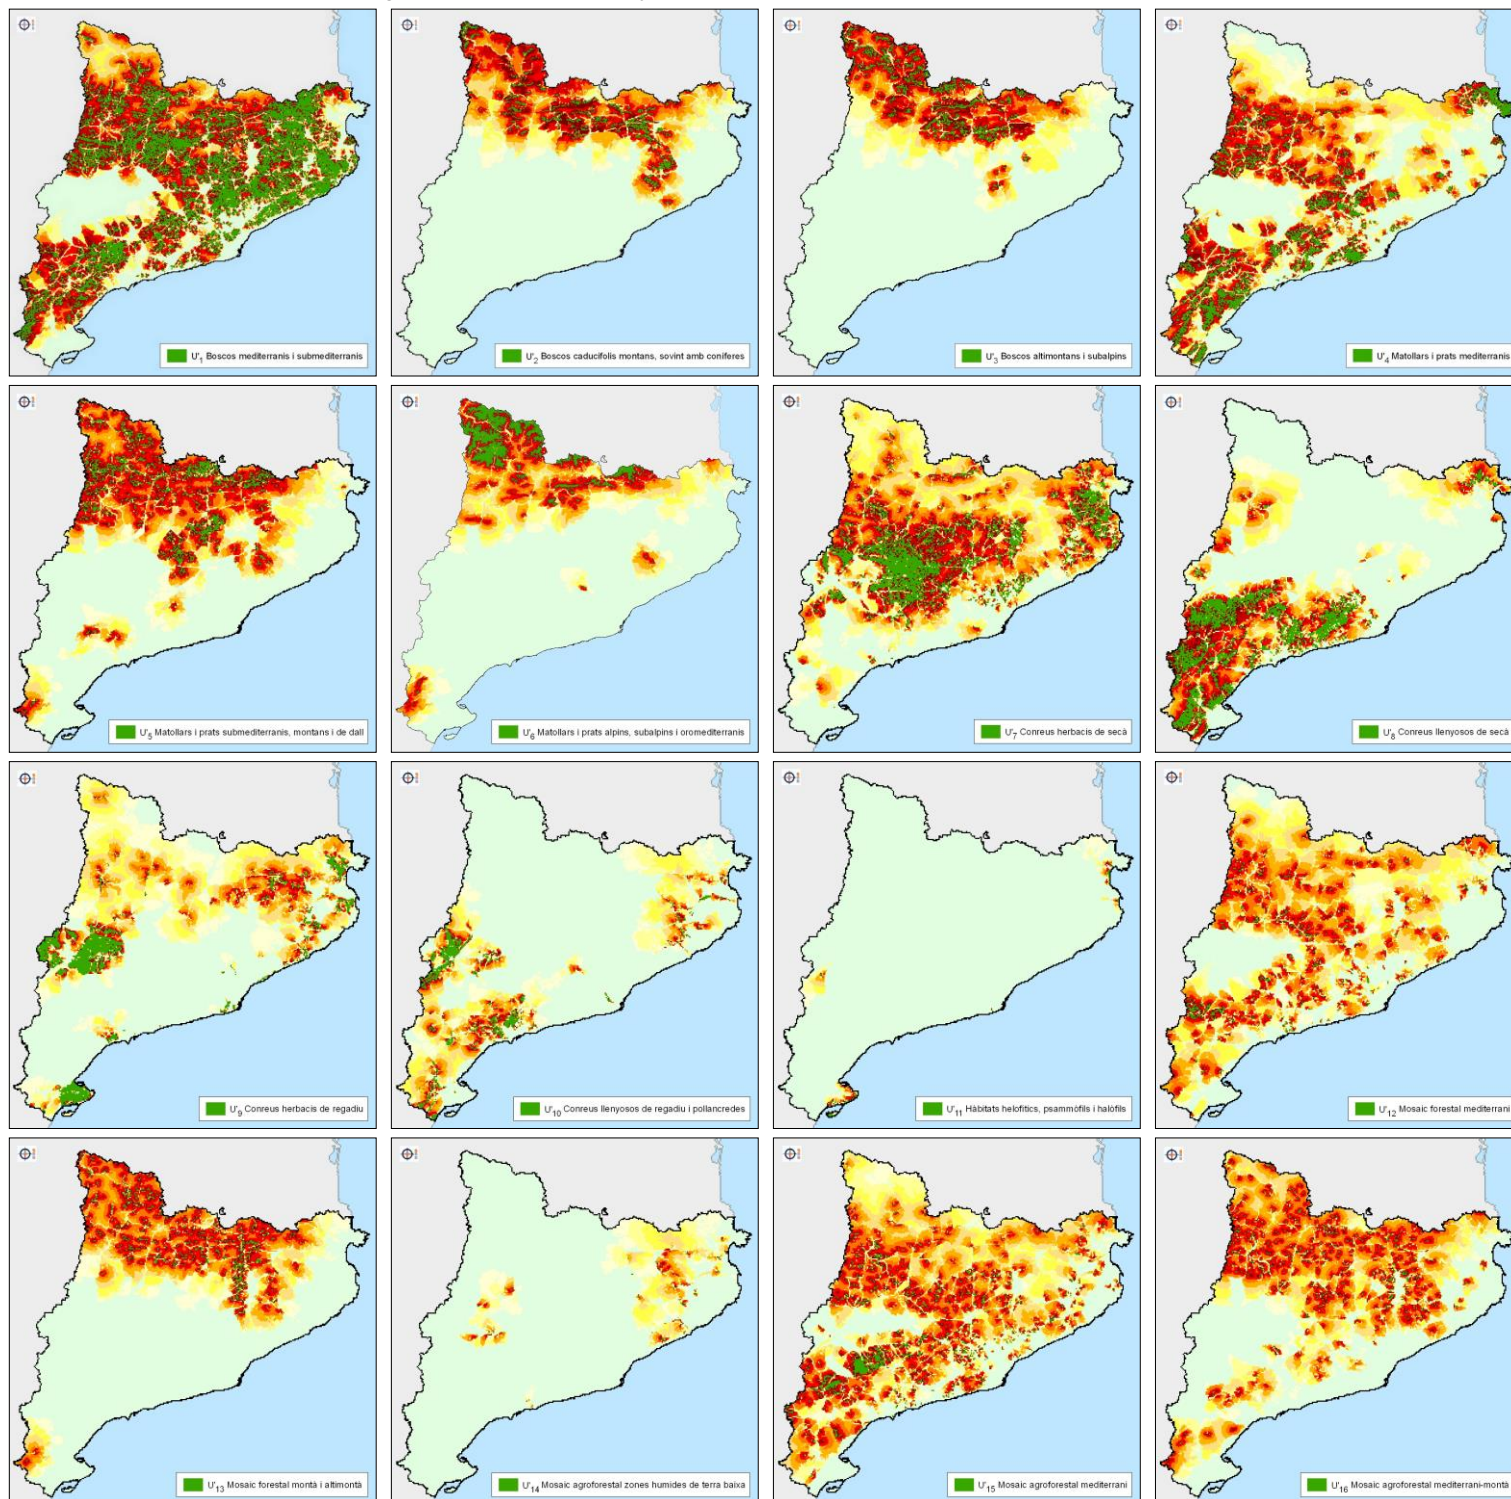 U'1 Boscos mediterranis i submediterranis
U'2 Boscos caducifolis montans, sovint amb coníferes
U'3 Boscos altimontans i subalpins
U'4 Matollars i prats mediterranis
U'5 Matollars i prats submediterranis, montans i de dall
U'6 Matollars i prats alpins, subalpins i oromediterranis
U'7 Conreus herbacis de secà
U'8 Conreus llenyosos de secà
U'9 Conreus herbacis de regadiu
U'10 Conreus llenyosos de regadiu i pollancredes
U'11 Hàbitats helofítics, psammòfils i halòfils
U'12 Mosaic forestal mediterrani
U'13 Mosaic forestal montà i altimontà
U'14 Mosaic agroforestal zones humides de terra baixa
U'15 Mosaic agroforestal mediterrani
U'16 Mosaic agroforestal mediterrani-montà